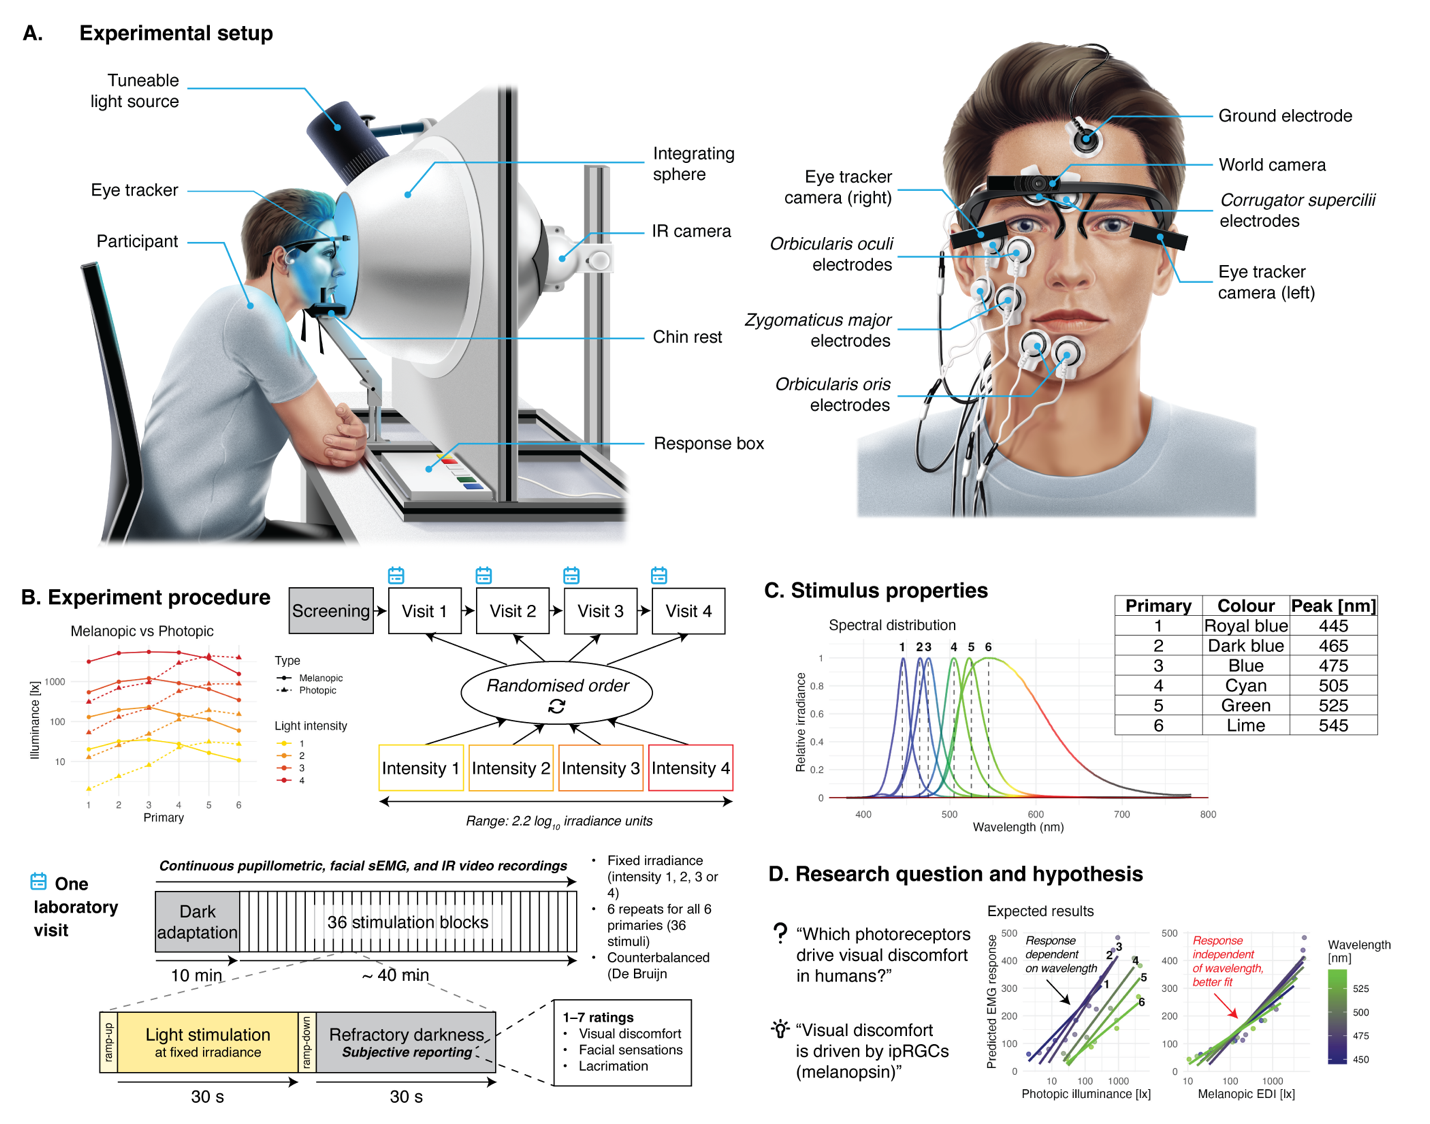 A. Experimental setup
Tuneable
light source
Eye tracker
Participant
Integrating
sphere
IR camera
Chin rest
Response box
Ground electrode
World camera
Eye tracker
camera (right)
Corrugator supercilii
electrodes
Orbicularis oculi
electrodes
Eye tracker
camera (left)
Zygomaticus major
electrodes
Orbicularis oris
electrodes
B. Experiment procedure
Screening
Visit 1
Visit 2
Visit 3
Visit 4
Melanopic vs Photopic
Illuminance [lx]
1000
100
10
1 2 3 4 5 6
Primary
Type
Melanopic
Photopic
Light intensity
1
2
3
4
Randomised order
Intensity 1
Intensity 2
Intensity 3
Intensity 4
Range: 2.2 log10 irradiance units
One
laboratory
visit
Continuous pupillometric, facial sEMG, and IR video recordings
Dark
adaptation
36 stimulation blocks
10 min
~ 40 min
• Fixed irradiance
(intensity 1, 2, 3 or
4)
• 6 repeats for all 6
primaries (36
stimuli)
• Counterbalanced
(De Bruijn
ramp-up
Light stimulation
at fixed irradiance
ramp-down
Refractory darkness
Subjective reporting
30 s
30 s
1–7 ratings
• Visual discomfort
• Facial sensations
• Lacrimation
C. Stimulus properties
Spectral distribution
1 2 3 4 5 6
Relative irradiance
1
0.8
0.6
0.4
0.2
0
400 500 600 700 800
Wavelength (nm)
Primary Colour Peak [nm]
1 Royal blue 445
2 Dark blue 465
3 Blue 475
4 Cyan 505
5 Green 525
6 Lime 545
D. Research question and hypothesis
“Which photoreceptors
drive visual discomfort
in humans?”
“Visual discomfort
is driven by ipRGCs
(melanopsin)”
Expected results
Predicted EMG response
500
400
300
200
100
0
Response
dependent
on wavelength
1
2
3
4
5
6
10 100 1000
Photopic illuminance [lx]
500
400
300
200
100
0
Response
independent
of wavelength,
better fit
10 100 1000
Melanopic EDI [lx]
Wavelength
[nm]
525
500
475
450